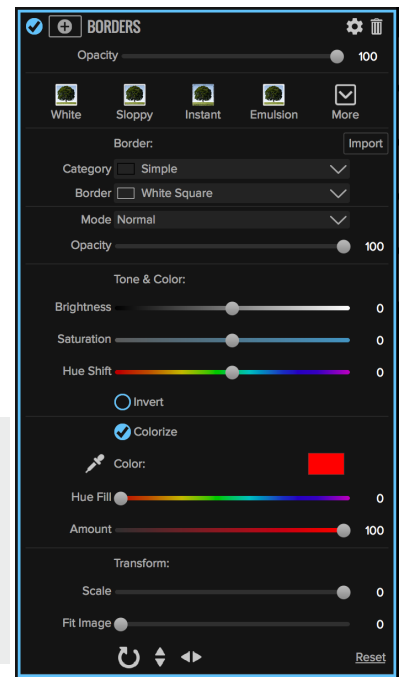 BORDERS
Opacity 100
White Sloppy Instant Emulsion More
Border: Import
Category Simple
Border White Square
Mode Normal
Opacity 100
Tone & Color:
Brightness 0
Saturation 0
Hue Shift 0
Invert
Colorize
Color:
Hue Fill 0
Amount 100
Transform:
Scale 0
Fit Image 0
Reset